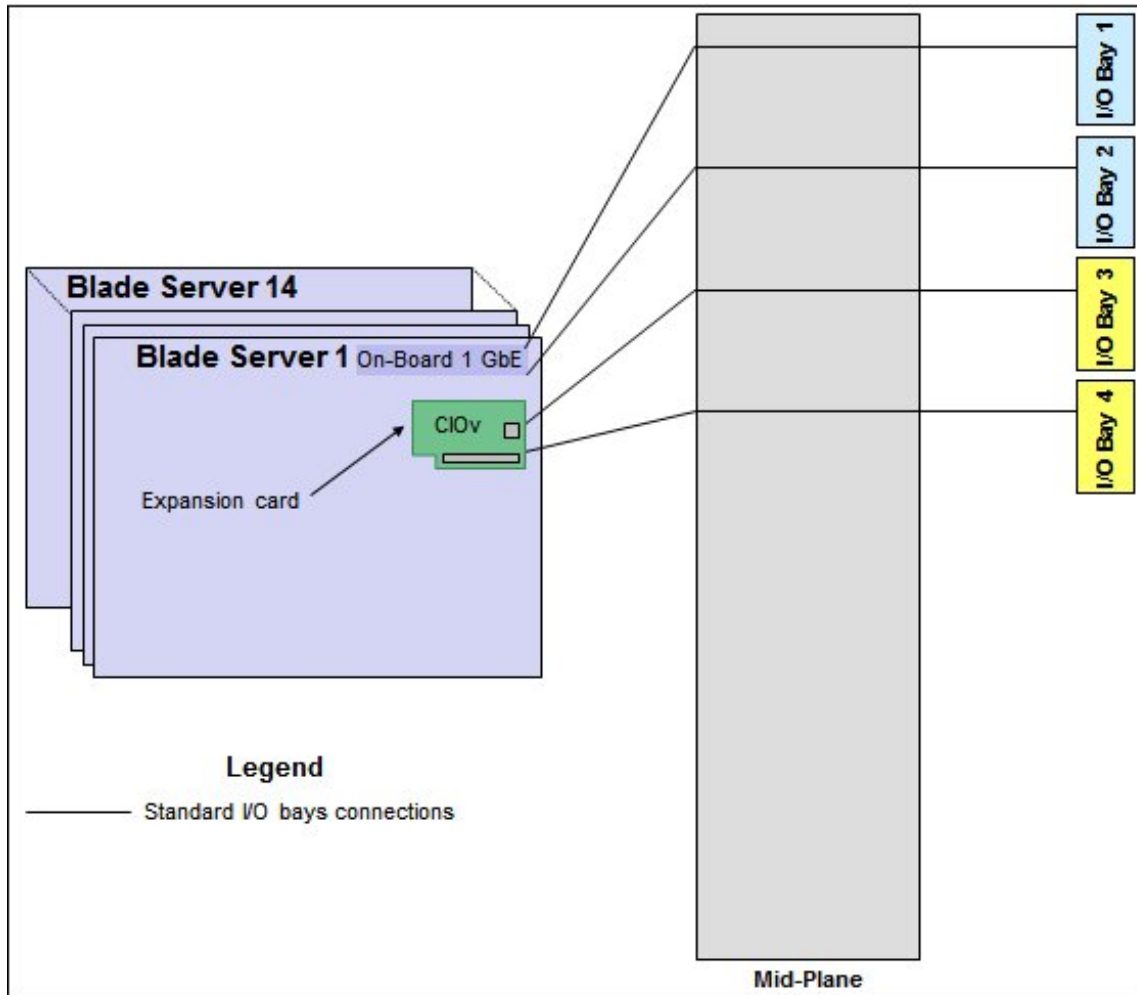 I/O Bay 1
I/O Bay 2
I/O Bay 3
I/O Bay 4
Blade Server 14
Blade Server 1 On-Board 1 GbE
CIOv
Expansion card
Legend
Standard I/O bays connections
Mid-Plane